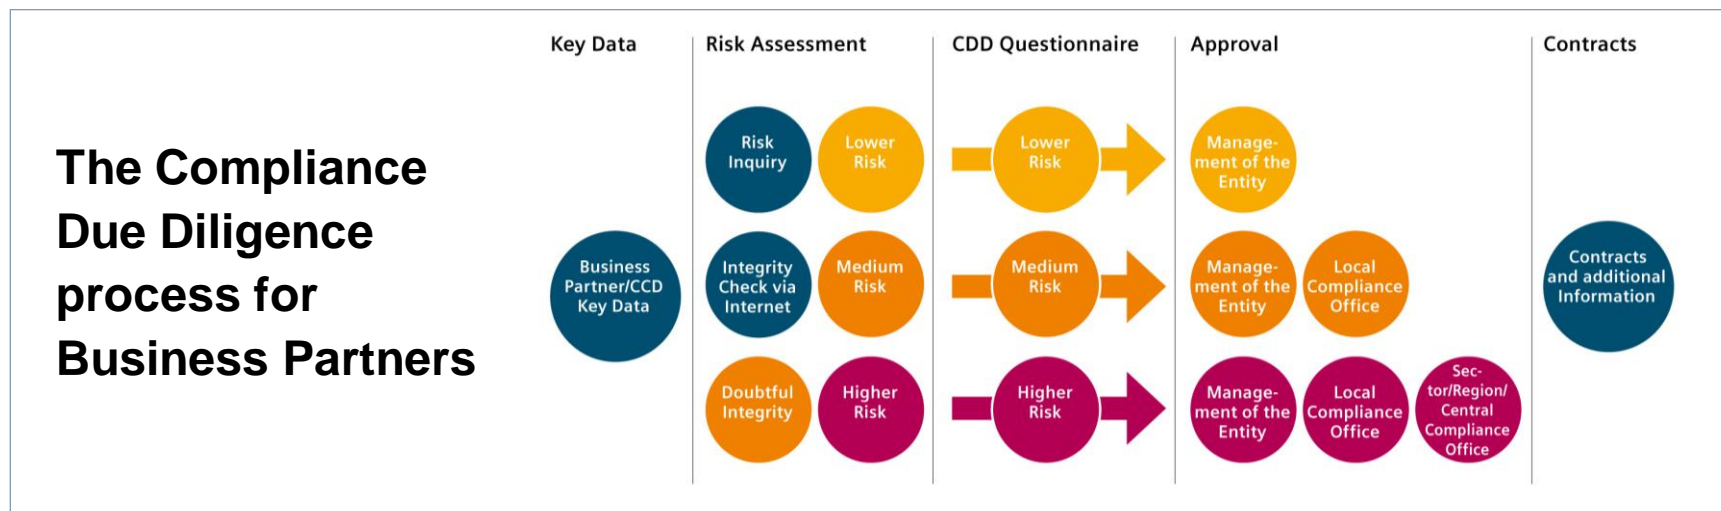 The Compliance
Due Diligence
process for
Business Partners
Key Data
Risk Assessment
CDD Questionnaire
Approval
Contracts
Business
Partner/CCD
Key Data
Risk
Inquiry
Lower
Risk
Lower
Risk
Manage-
ment of the
Entity
Integrity
Check via
Internet
Medium
Risk
Medium
Risk
Manage-
ment of the
Entity
Local
Compliance
Office
Doubtful
Integrity
Higher
Risk
Higher
Risk
Manage-
ment of the
Entity
Local
Compliance
Office
Sec-
tor/Region/
Central
Compliance
Office
Contracts
and additional
Information